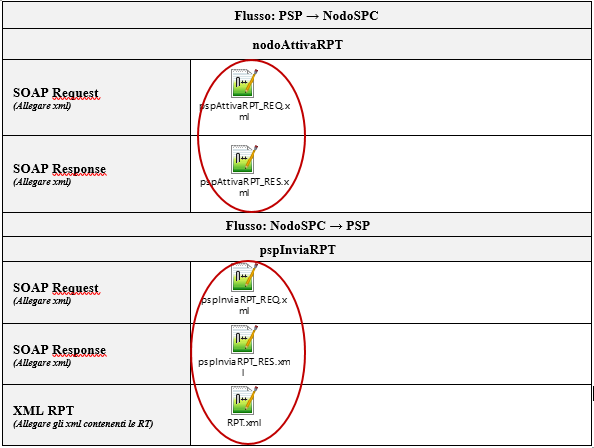 Flusso: PSP → NodoSPC
nodoAttivaRPT
SOAP Request
(Allegare xml)
pspAttivaRPT_REQ.x
ml
SOAP Response
(Allegare xml)
pspAttivaRPT_RES.x
ml
Flusso: NodoSPC → PSP
pspInviaRPT
SOAP Request
(Allegare xml)
pspInviaRPT_REQ.x
ml
SOAP Response
(Allegare xml)
pspInviaRPT_RES.xm
l
XML RPT
(Allegare gli xml contenenti le RT)
RPT.xml